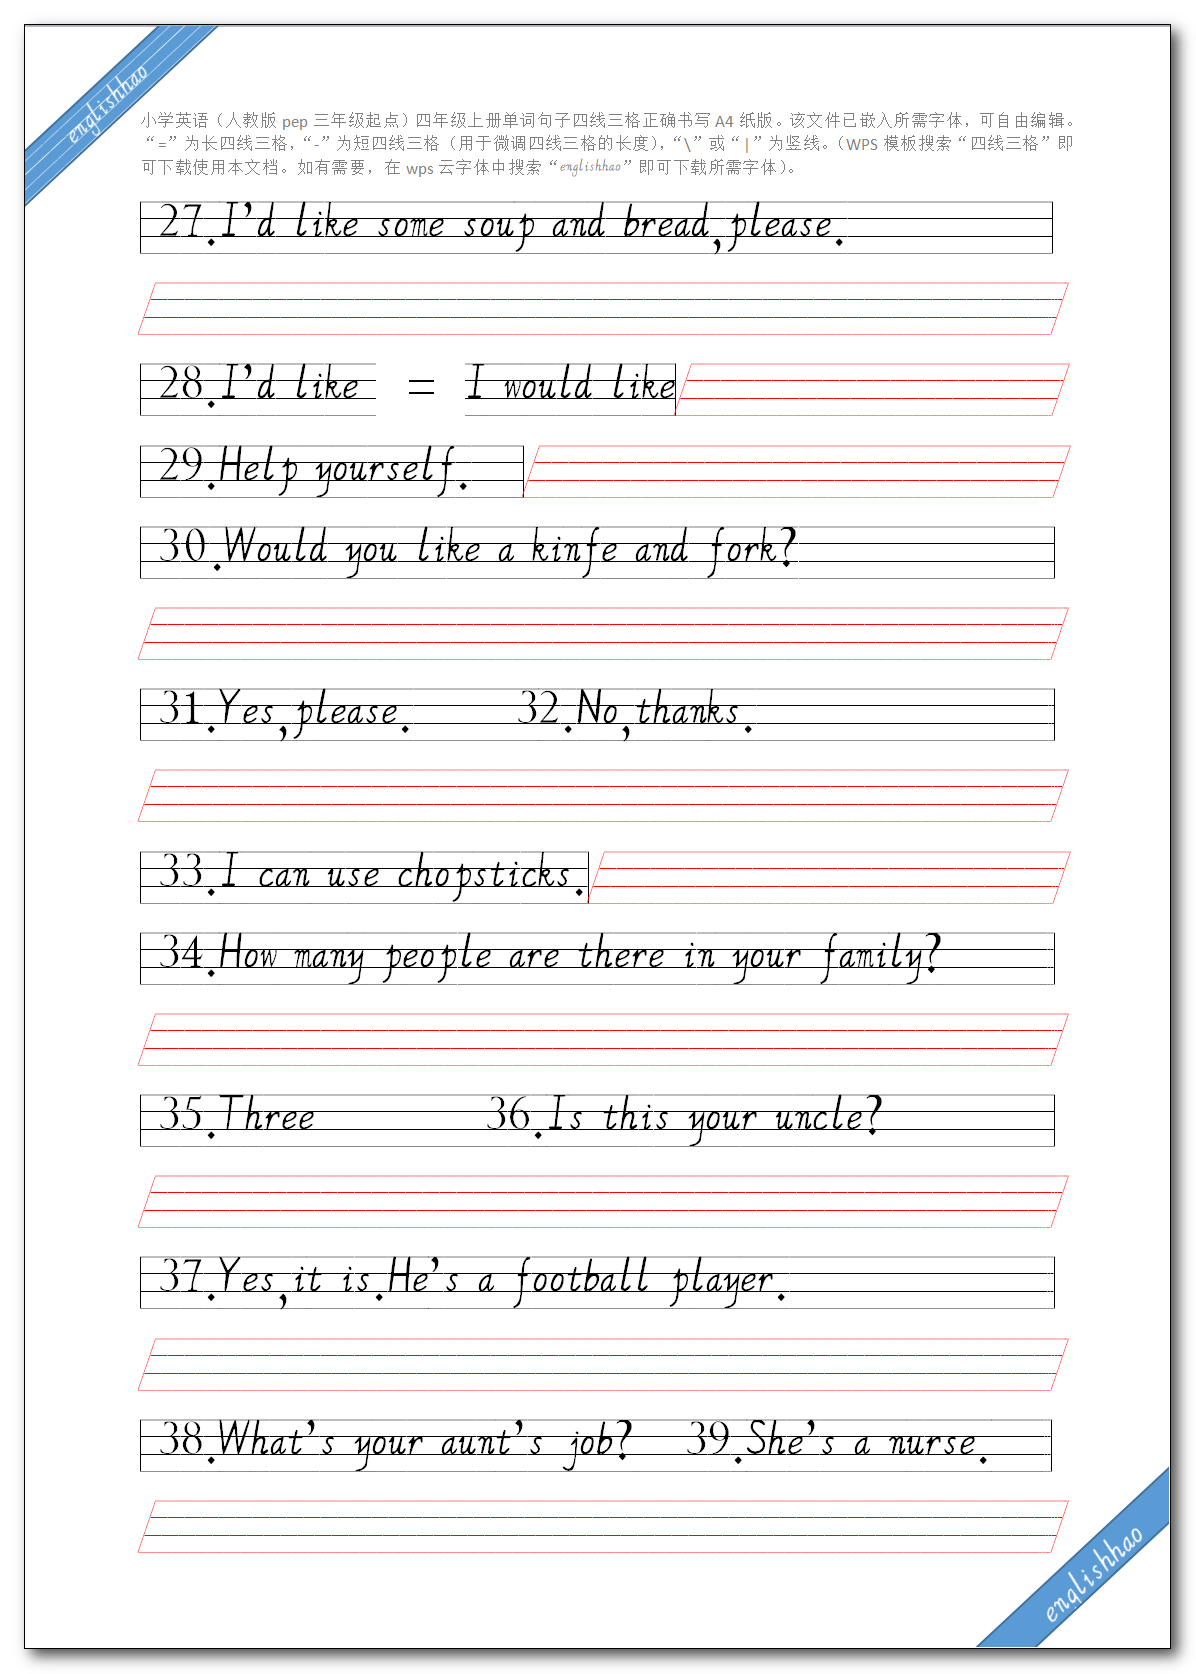 englishhao
小学英语（人教版 pep 三年级起点）四年级上册单词句子四线三格正确书写 A4 纸版。该文件已嵌入所需字体，可自由编辑。
“=”为长四线三格，“-”为短四线三格（用于微调四线三格的长度），“\”或“|”为竖线。（WPS 模板搜索“四线三格”即
可下载使用本文档。如有需要，在 wps 云字体中搜索“englishhao”即可下载所需字体）。
27.I’d like some soup and bread,please.
28.I’d like = I would like
29.Help yourself.
30.Would you like a kinfe and fork?
31.Yes,please. 32.No,thanks.
33.I can use chopsticks.
34.How many people are there in your family?
35.Three 36.Is this your uncle?
37.Yes,it is.He’s a football player.
38.What’s your aunt’s job? 39.She’s a nurse.
englishhao